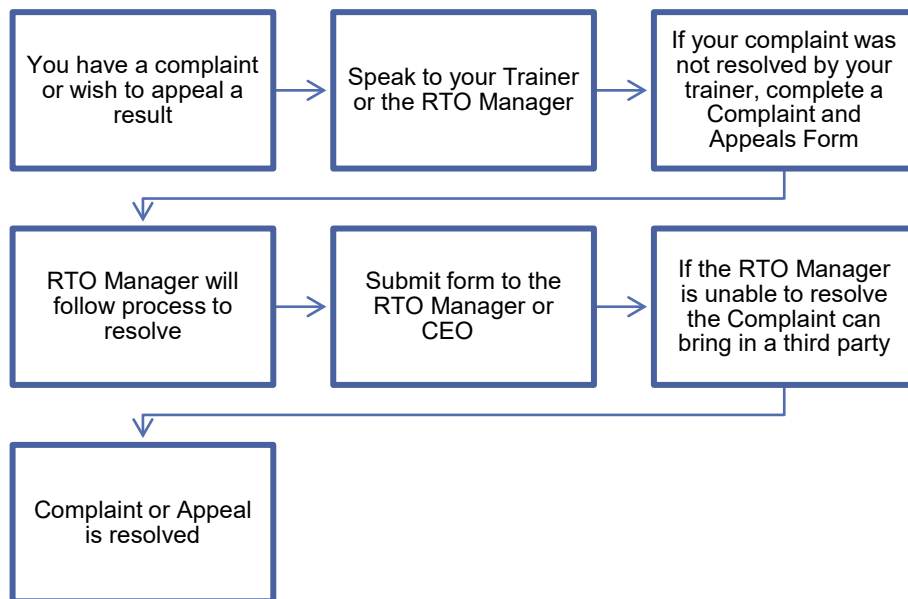 You have a complaint
or wish to appeal a
result
Speak to your Trainer
or the RTO Manager
If your complaint was
not resolved by your
trainer, complete a
Complaint and
Appeals Form
RTO Manager will
follow process to
resolve
Submit form to the
RTO Manager or
CEO
If the RTO Manager
is unable to resolve
the Complaint can
bring in a third party
Complaint or Appeal
is resolved